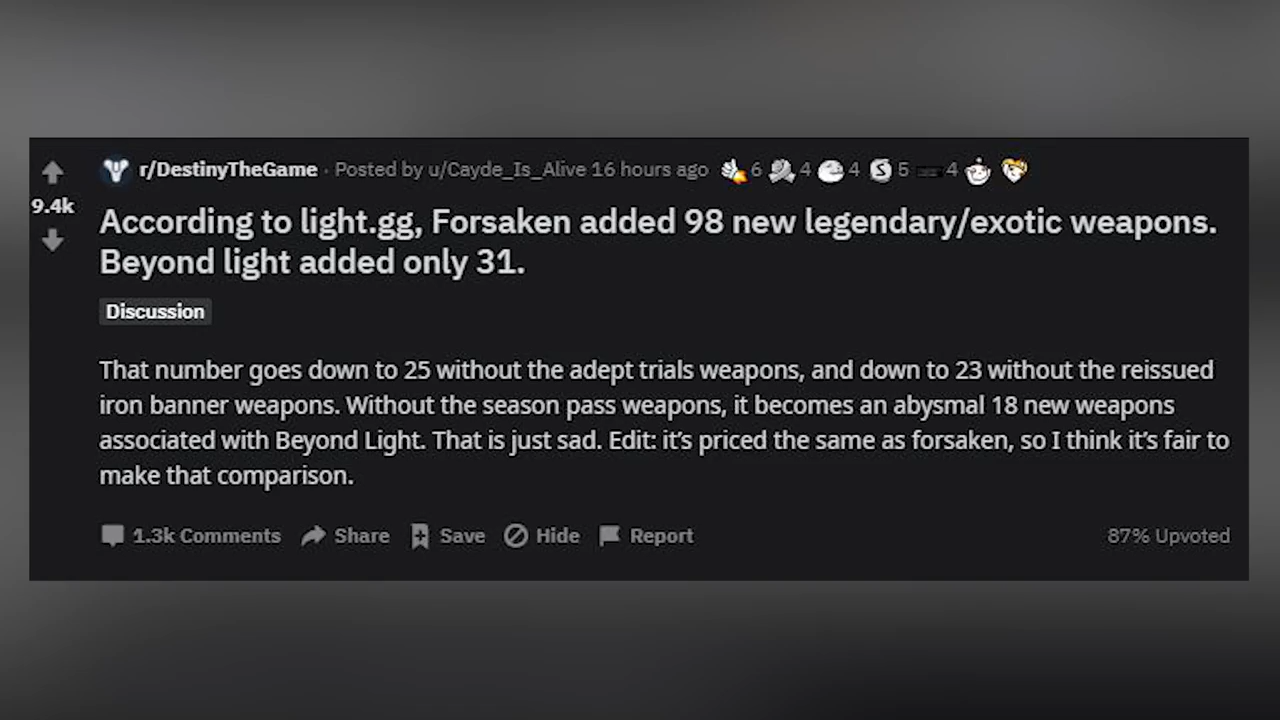 r/DestinyTheGame · Posted by u/Cayde_Is_Alive 16 hours ago 6 4 4 5 4
9.4k
According to light.gg, Forsaken added 98 new legendary/exotic weapons.
Beyond light added only 31.
Discussion
That number goes down to 25 without the adept trials weapons, and down to 23 without the reissued
iron banner weapons. Without the season pass weapons, it becomes an abysmal 18 new weapons
associated with Beyond Light. That is just sad. Edit: it's priced the same as forsaken, so I think it's fair to
make that comparison.
1.3k Comments Share Save Hide Report 87% Upvoted